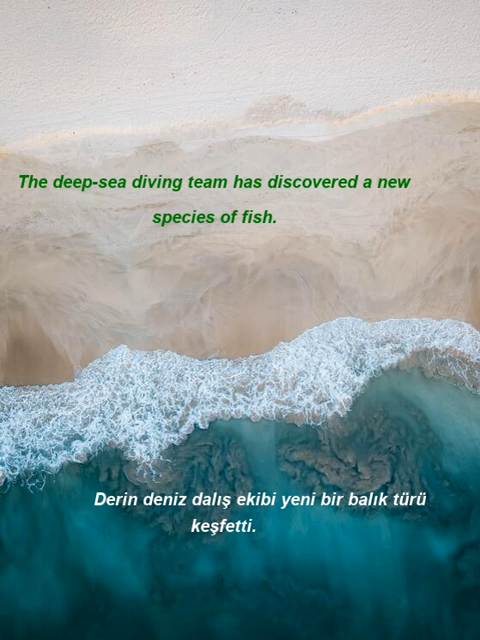 The deep-sea diving team has discovered a new
species of fish.
Derin deniz dalış ekibi yeni bir balık türü
keşfetti.